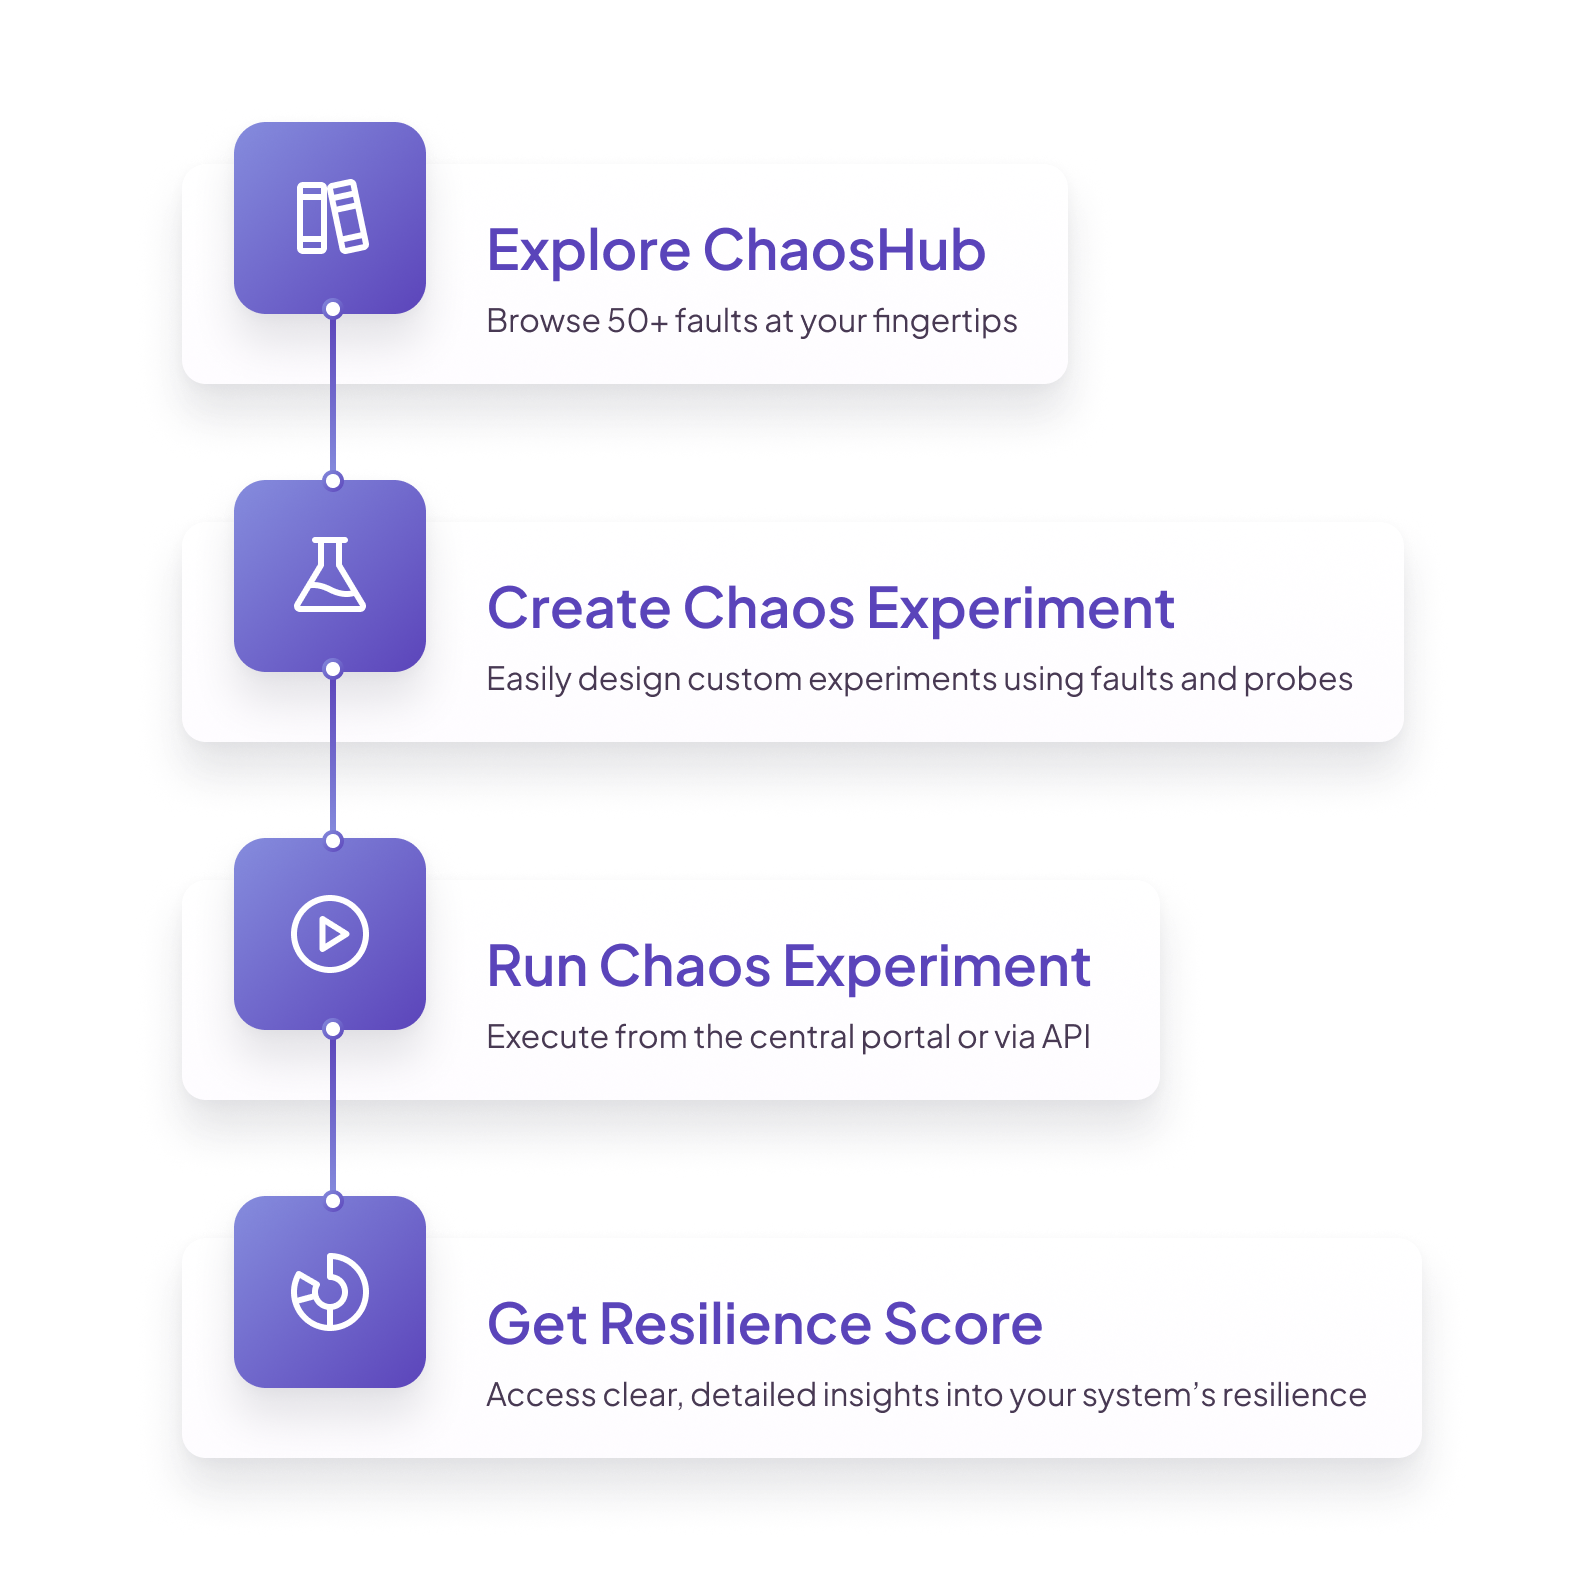 Explore ChaosHub
Browse 50+ faults at your fingertips
Create Chaos Experiment
Easily design custom experiments using faults and probes
Run Chaos Experiment
Execute from the central portal or via API
Get Resilience Score
Access clear, detailed insights into your system’s resilience